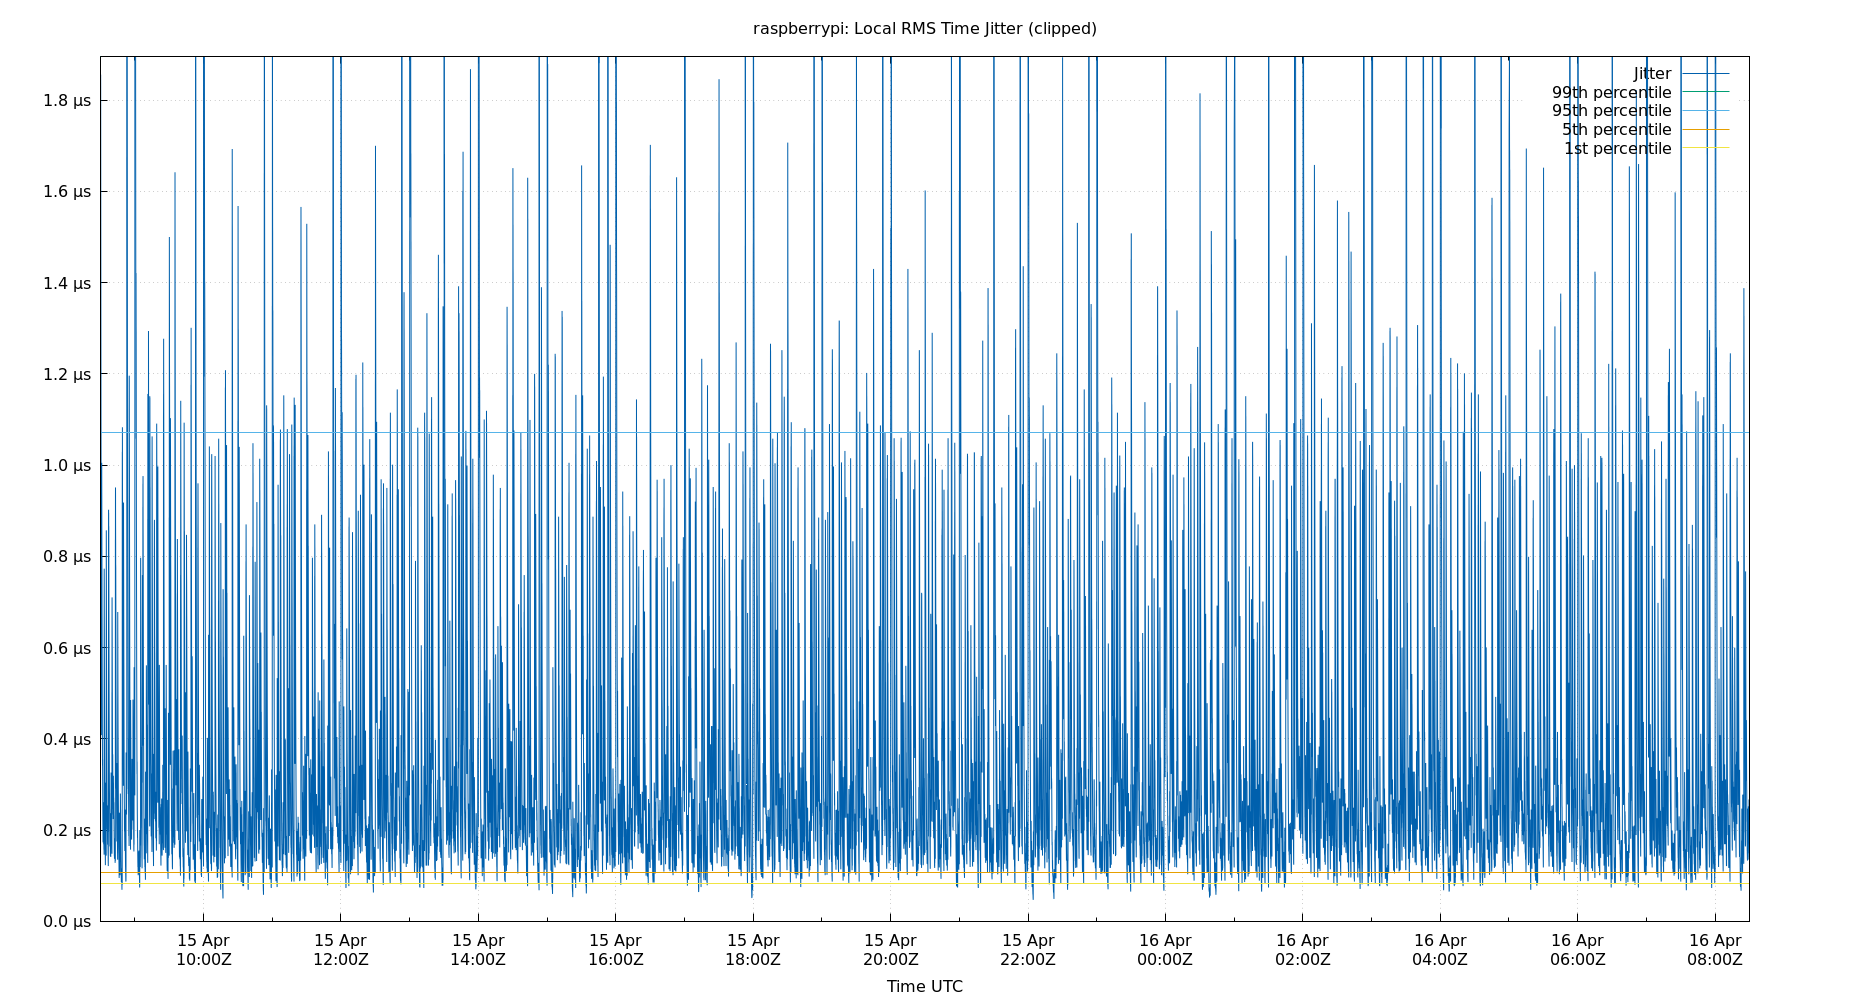 raspberrypi: Local RMS Time Jitter (clipped)
Jitter
99th percentile
95th percentile
5th percentile
1st percentile
1.8 µs
1.6 µs
1.4 µs
1.2 µs
1.0 µs
0.8 µs
0.6 µs
0.4 µs
0.2 µs
0.0 µs
15 Apr 15 Apr 15 Apr 15 Apr 15 Apr 15 Apr 15 Apr 16 Apr 16 Apr 16 Apr 16 Apr 16 Apr
10:00Z 12:00Z 14:00Z 16:00Z 18:00Z 20:00Z 22:00Z 00:00Z 02:00Z 04:00Z 06:00Z 08:00Z
Time UTC